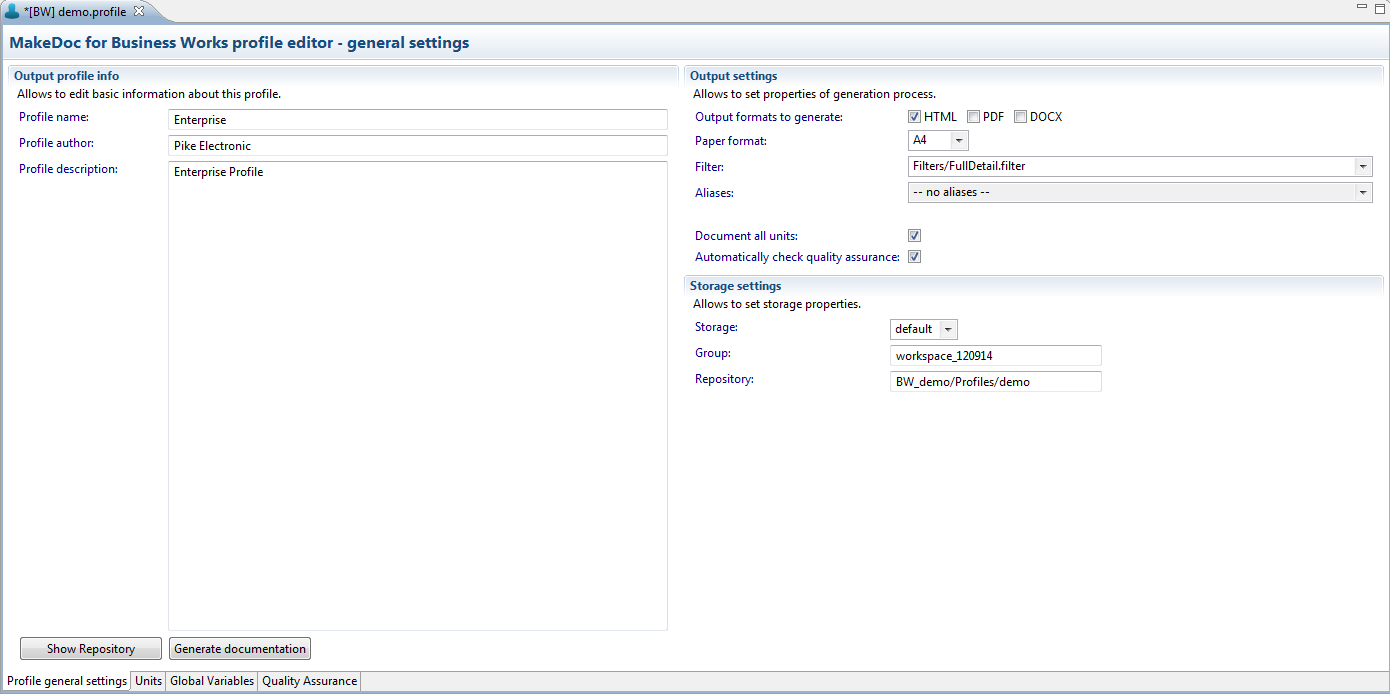 *[BW] demo.profile
MakeDoc for Business Works profile editor - general settings
Output profile info
Allows to edit basic information about this profile.
Profile name: Enterprise
Profile author: Pike Electronic
Profile description: Enterprise Profile
Output settings
Allows to set properties of generation process.
Output formats to generate: HTML PDF DOCX
Paper format: A4
Filter: Filters/FullDetail.filter
Aliases: -- no aliases --
Document all units:
Automatically check quality assurance:
Storage settings
Allows to set storage properties.
Storage: default
Group: workspace_120914
Repository: BW_demo/Profiles/demo
Show Repository Generate documentation
Profile general settings Units Global Variables Quality Assurance